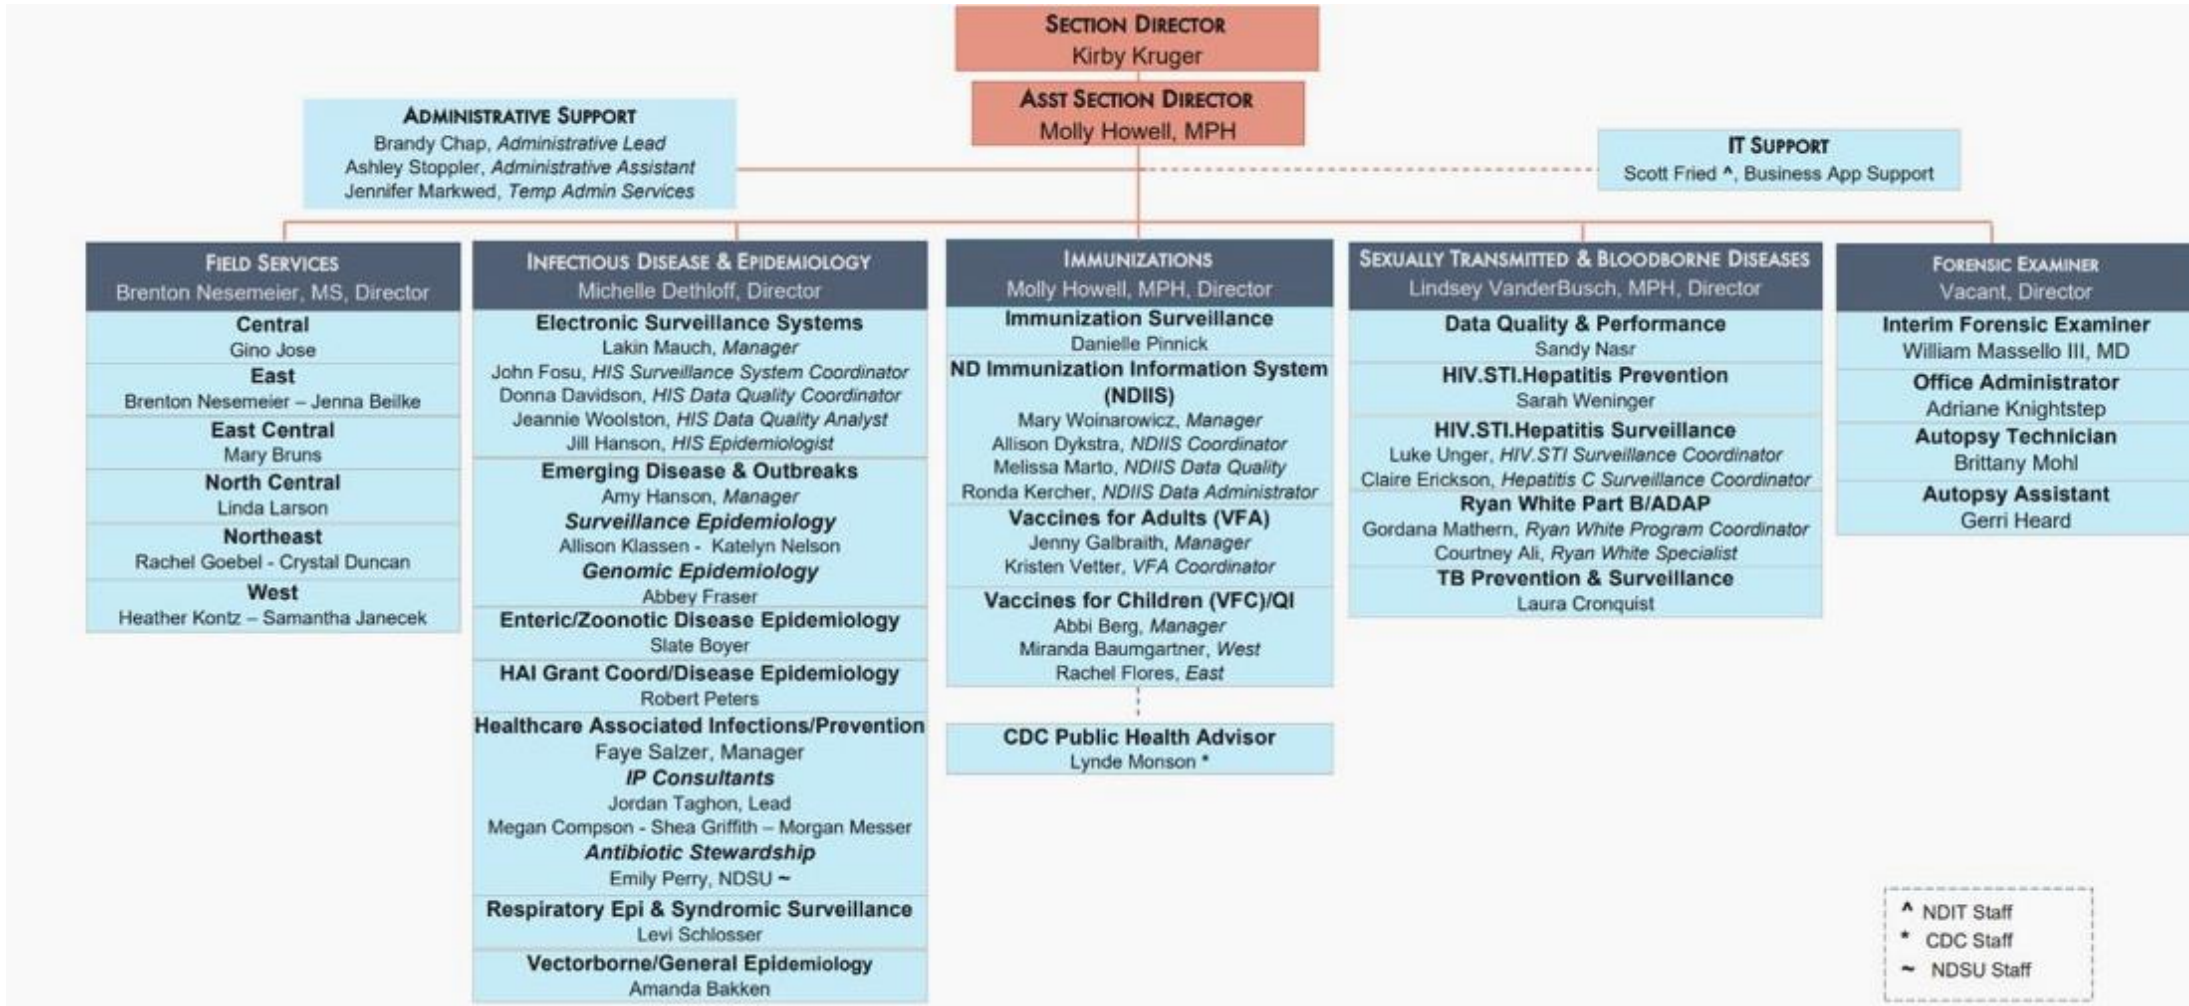 SECTION DIRECTOR
Kirby Kruger
ASST SECTION DIRECTOR
Molly Howell, MPH
ADMINISTRATIVE SUPPORT
Brandy Chap, Administrative Lead
Ashley Stoppler, Administrative Assistant
Jennifer Markwed, Temp Admin Services
IT SUPPORT
Scott Fried ^, Business App Support
FIELD SERVICES
Brenton Nesemeier, MS, Director
Central
Gino Jose
East
Brenton Nesemeier – Jenna Beilke
East Central
Mary Bruns
North Central
Linda Larson
Northeast
Rachel Goebel - Crystal Duncan
West
Heather Kontz – Samantha Janecek
INFECTIOUS DISEASE & EPIDEMIOLOGY
Michelle Dethloff, Director
Electronic Surveillance Systems
Lakin Mauch, Manager
John Fosu, HIS Surveillance System Coordinator
Donna Davidson, HIS Data Quality Coordinator
Jeannie Woolston, HIS Data Quality Analyst
Jill Hanson, HIS Epidemiologist
Emerging Disease & Outbreaks
Amy Hanson, Manager
Surveillance Epidemiology
Allison Klassen - Katelyn Nelson
Genomic Epidemiology
Abbey Fraser
Enteric/Zoonotic Disease Epidemiology
Slate Boyer
HAI Grant Coord/Disease Epidemiology
Robert Peters
Healthcare Associated Infections/Prevention
Faye Salzer, Manager
IP Consultants
Jordan Taghon, Lead
Megan Compson - Shea Griffith – Morgan Messer
Antibiotic Stewardship
Emily Perry, NDSU ~
Respiratory Epi & Syndromic Surveillance
Levi Schlosser
Vectorborne/General Epidemiology
Amanda Bakken
IMMUNIZATIONS
Molly Howell, MPH, Director
Immunization Surveillance
Danielle Pinnick
ND Immunization Information System
(NDIIS)
Mary Woinarowicz, Manager
Allison Dykstra, NDIIS Coordinator
Melissa Marto, NDIIS Data Quality
Ronda Kercher, NDIIS Data Administrator
Vaccines for Adults (VFA)
Jenny Galbraith, Manager
Kristen Vetter, VFA Coordinator
Vaccines for Children (VFC)/QI
Abbi Berg, Manager
Miranda Baumgartner, West
Rachel Flores, East
CDC Public Health Advisor
Lynde Monson *
SEXUALLY TRANSMITTED & BLOODBORNE DISEASES
Lindsey VanderBusch, MPH, Director
Data Quality & Performance
Sandy Nasr
HIV.STI.Hepatitis Prevention
Sarah Weninger
HIV.STI.Hepatitis Surveillance
Luke Unger, HIV.STI Surveillance Coordinator
Claire Erickson, Hepatitis C Surveillance Coordinator
Ryan White Part B/ADAP
Gordana Mathern, Ryan White Program Coordinator
Courtney Ali, Ryan White Specialist
TB Prevention & Surveillance
Laura Cronquist
FORENSIC EXAMINER
Vacant, Director
Interim Forensic Examiner
William Massello III, MD
Office Administrator
Adriane Knightstep
Autopsy Technician
Brittany Mohl
Autopsy Assistant
Gerri Heard
^ NDIT Staff
* CDC Staff
~ NDSU Staff